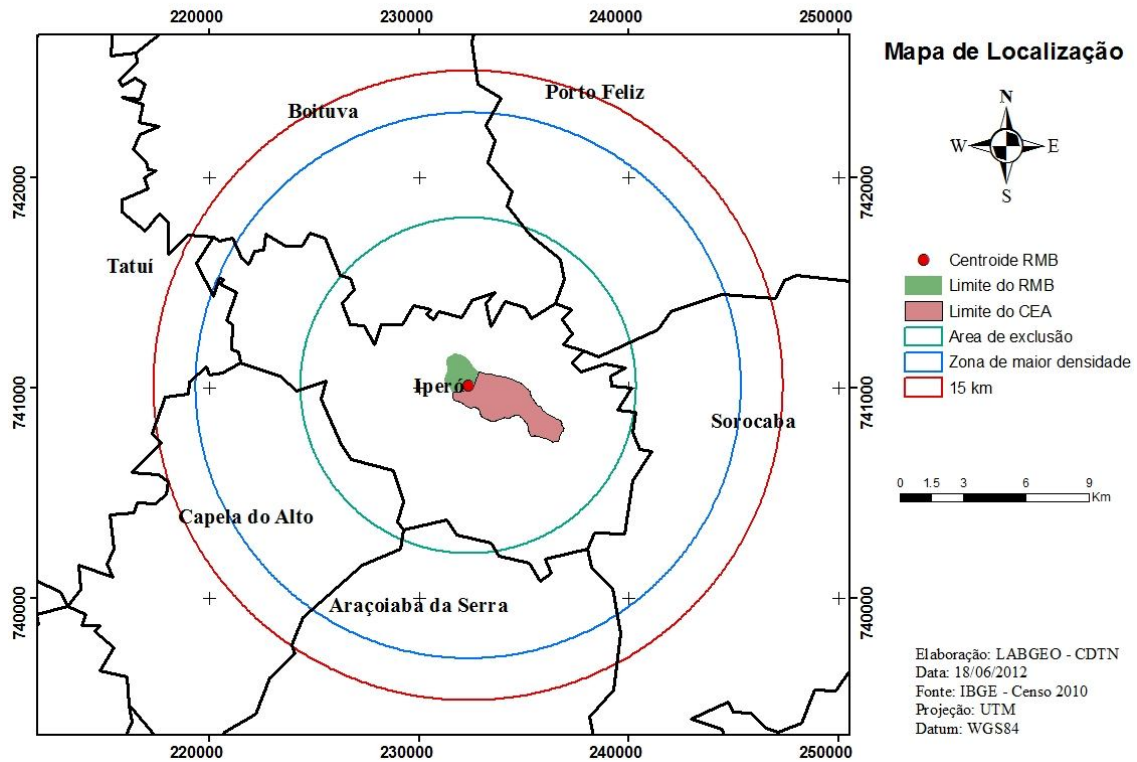 220000 230000 240000 250000
Mapa de Localização
Porto Feliz
Boituva
N
W E
S
742000 742000
Tatuí
Centroide RMB
Limite do RMB
Limite do CEA
Area de exclusão
Zona de maior densidade
15 km
741000 741000
Iperó
Sorocaba
0 1.5 3 6 9
Km
Capela do Alto
Araçoiaba da Serra
740000 740000
Elaboração: LABGEO - CDTN
Data: 18/06/2012
Fonte: IBGE - Censo 2010
Projeção: UTM
Datum: WGS84
220000 230000 240000 250000